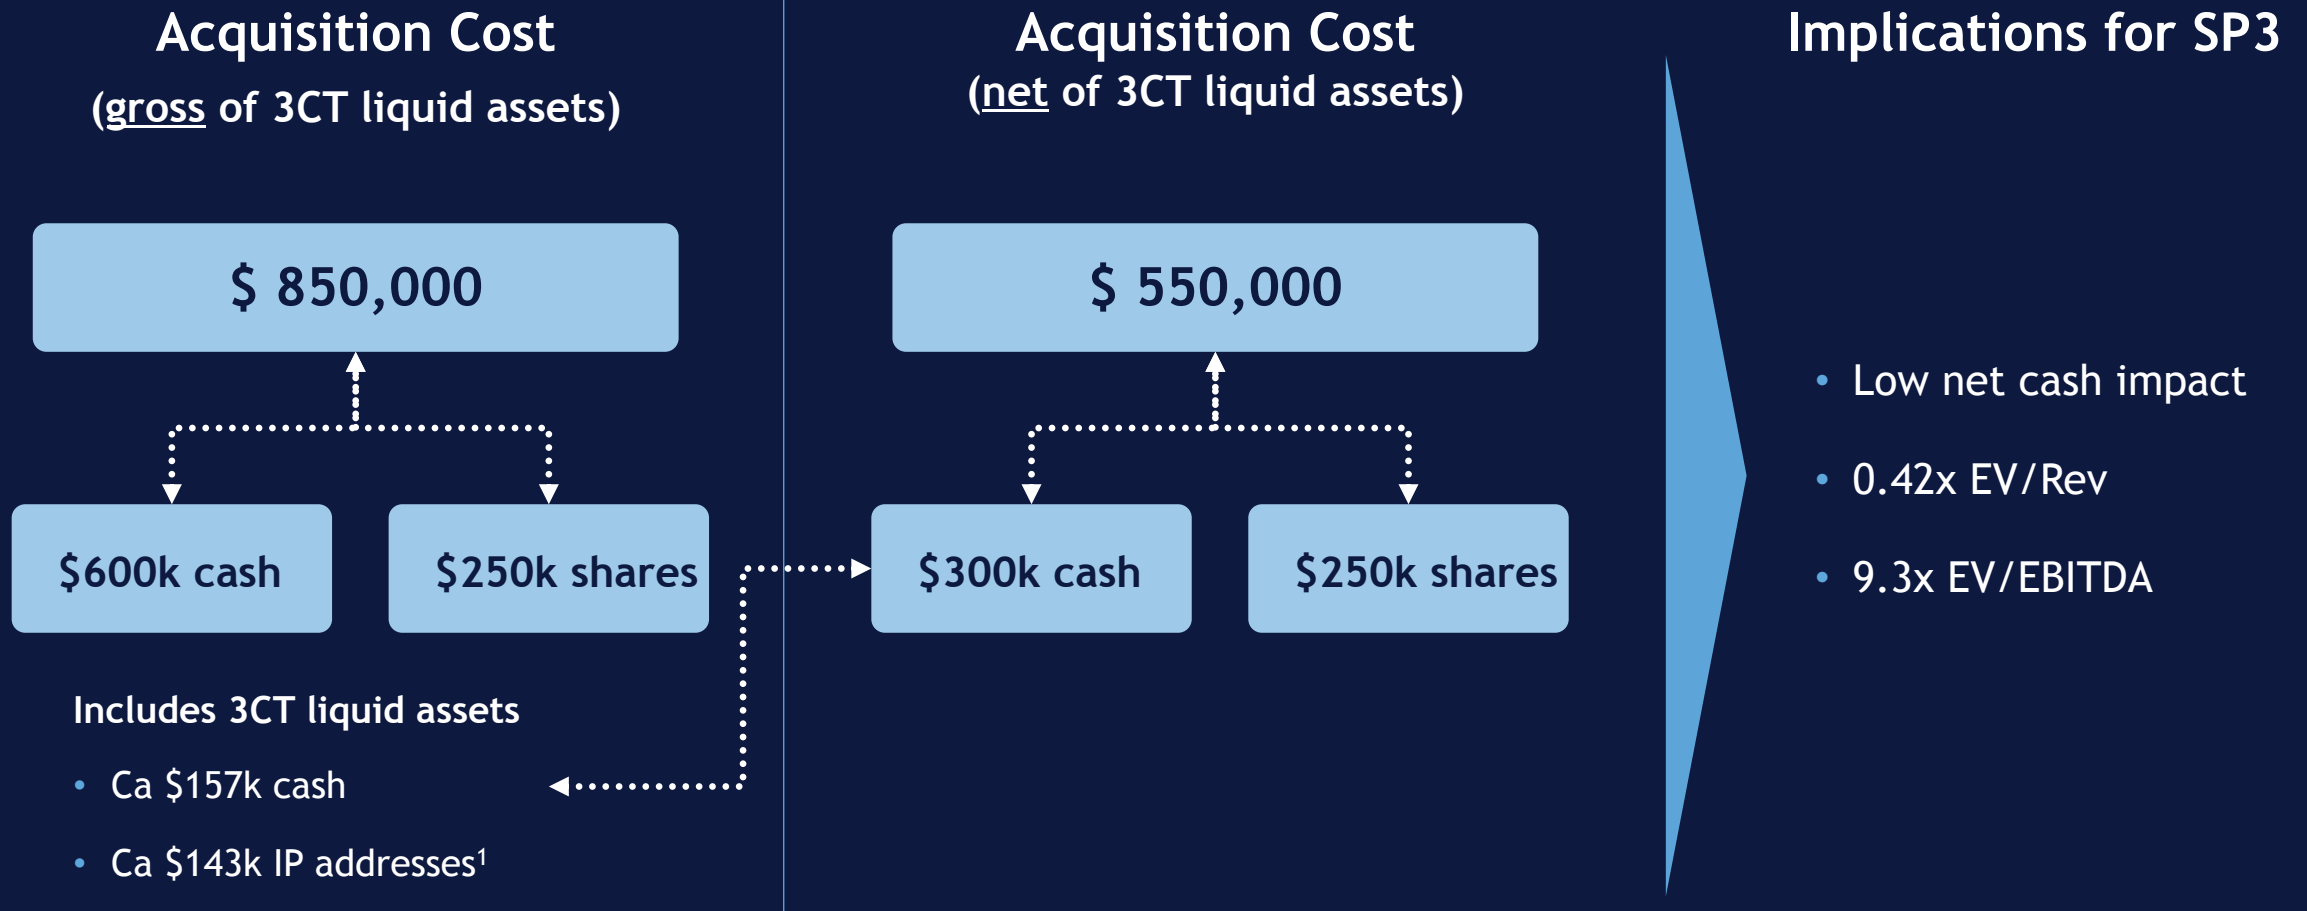 Acquisition Cost
(gross of 3CT liquid assets)
$ 850,000
$600k cash
$250k shares
Includes 3CT liquid assets
• Ca $157k cash
• Ca $143k IP addresses¹
Acquisition Cost
(net of 3CT liquid assets)
$ 550,000
$300k cash
$250k shares
Implications for SP3
• Low net cash impact
• 0.42x EV/Rev
• 9.3x EV/EBITDA